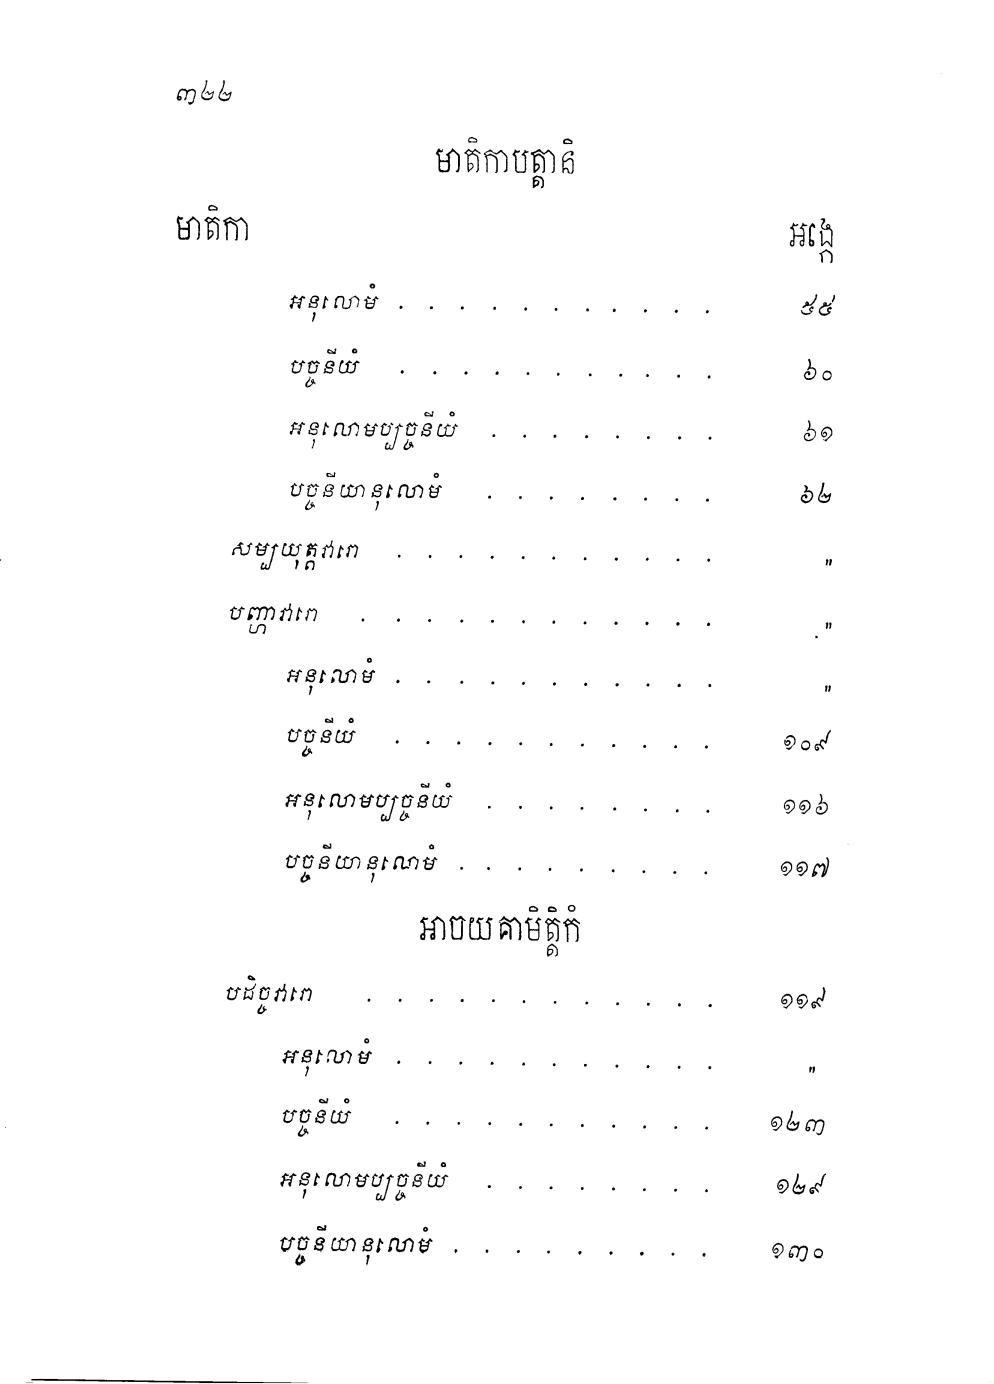 ៣៤៤
មាតិកាបត្តានិ
មាតិកា អង្កេ
អនុលោមំ . . . . . . . . . . . ៥៥
បច្ចនីយំ . . . . . . . . . . . ៦០
អនុលោមប្បច្ចនីយំ . . . . . . . . ៦១
បច្ចនីយានុលោមំ . . . . . . . . ៦២
សម្បយុត្តវារោ . . . . . . . . . . . "
បញ្ហាវារោ . . . . . . . . . . . . "
អនុលោមំ . . . . . . . . . . . "
បច្ចនីយំ . . . . . . . . . . . ១០៩
អនុលោមប្បច្ចនីយំ . . . . . . . . ១១៦
បច្ចនីយានុលោមំ . . . . . . . . . ១១៧
អាចយគាមិត្តិកំ
បដិច្ចវារោ . . . . . . . . . . . . ១១៩
អនុលោមំ . . . . . . . . . . . "
បច្ចនីយំ . . . . . . . . . . . ១២៣
អនុលោមប្បច្ចនីយំ . . . . . . . . ១២៩
បច្ចនីយានុលោមំ . . . . . . . . . ១៣០